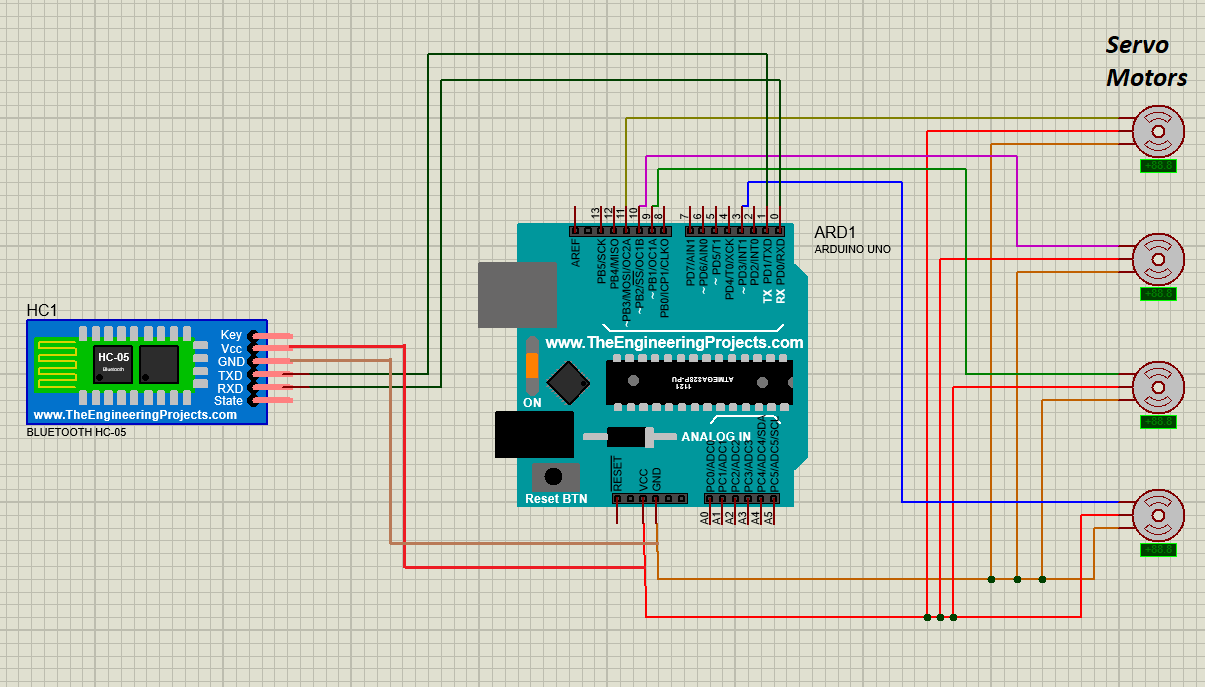 Servo
Motors
+88.8
+88.8
+88.8
+88.8
ARD1
ARDUINO UNO
13
12
11
10
9
8
7
6
5
4
3
2
1
0
AREF
PB5/SCK
PB4/MISO
~PB3/MOSI/OC2A
~PB2/SS/OC1B
~PB1/OC1A
PB0/ICP1/CLKO
PD7/AIN1
~PD6/AIN0
~PD5/T1
PD4/T0/XCK
~PD3/INT1
PD2/INT0
TX PD1/TXD
RX PD0/RXD
www.TheEngineeringProjects.com
ATMEGA328P-PU
1121
ON
ANALOG IN
Reset BTN
RESET
VCC
GND
PC0/ADC0
PC1/ADC1
PC2/ADC2
PC3/ADC3
PC4/ADC4/SDA
PC5/ADC5/SCL
A0
A1
A2
A3
A4
A5
HC1
HC-05
Bluetooth
Key
Vcc
GND
TXD
RXD
State
www.TheEngineeringProjects.com
BLUETOOTH HC-05